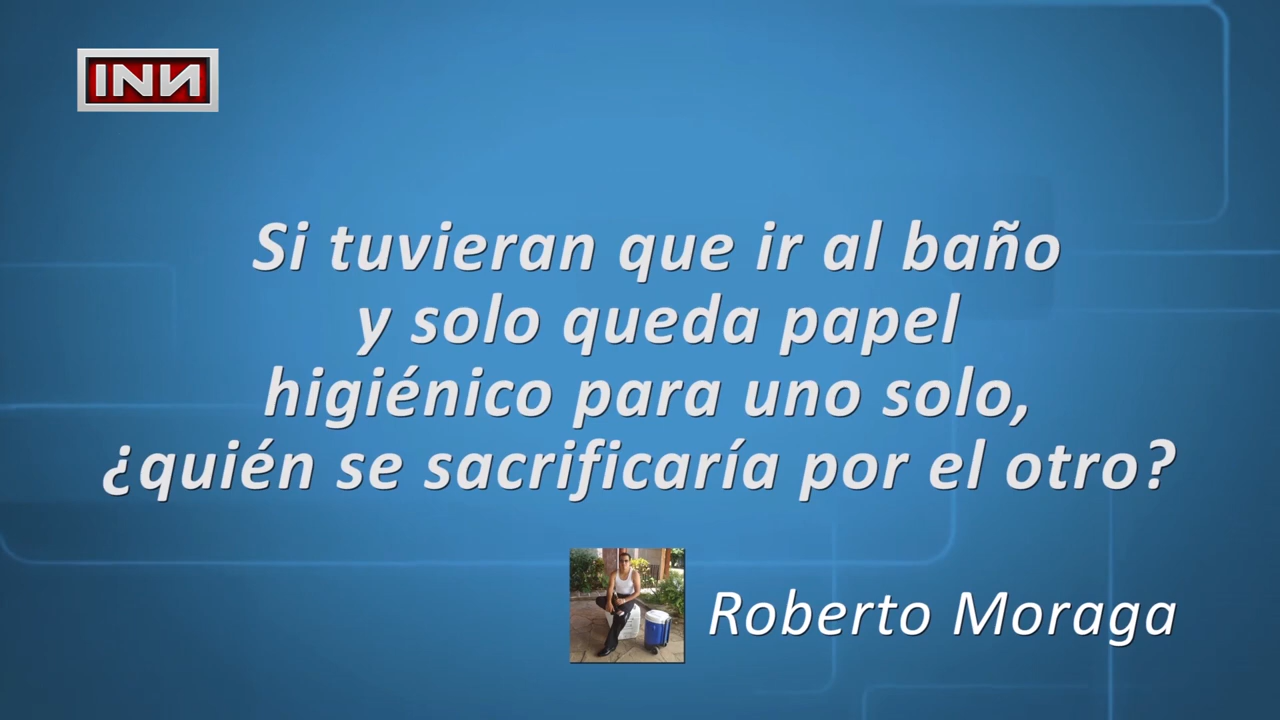 INN
Si tuvieran que ir al baño
y solo queda papel
higiénico para uno solo,
¿quién se sacrificaría por el otro?
Roberto Moraga